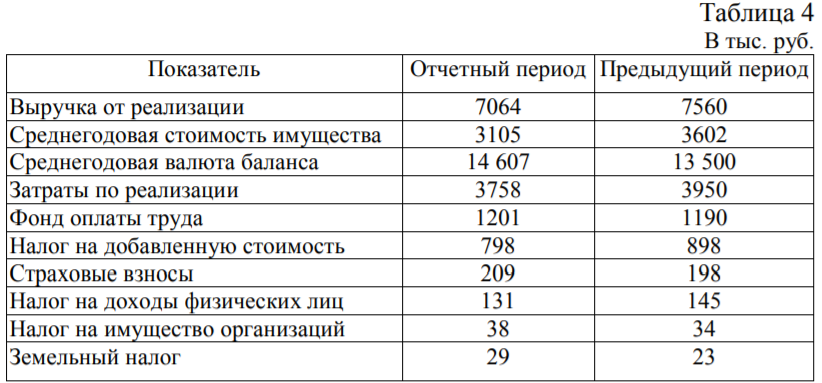 Таблица 4
В тыс. руб.
Показатель Отчетный период Предыдущий период
Выручка от реализации 7064 7560
Среднегодовая стоимость имущества 3105 3602
Среднегодовая валюта баланса 14 607 13 500
Затраты по реализации 3758 3950
Фонд оплаты труда 1201 1190
Налог на добавленную стоимость 798 898
Страховые взносы 209 198
Налог на доходы физических лиц 131 145
Налог на имущество организаций 38 34
Земельный налог 29 23